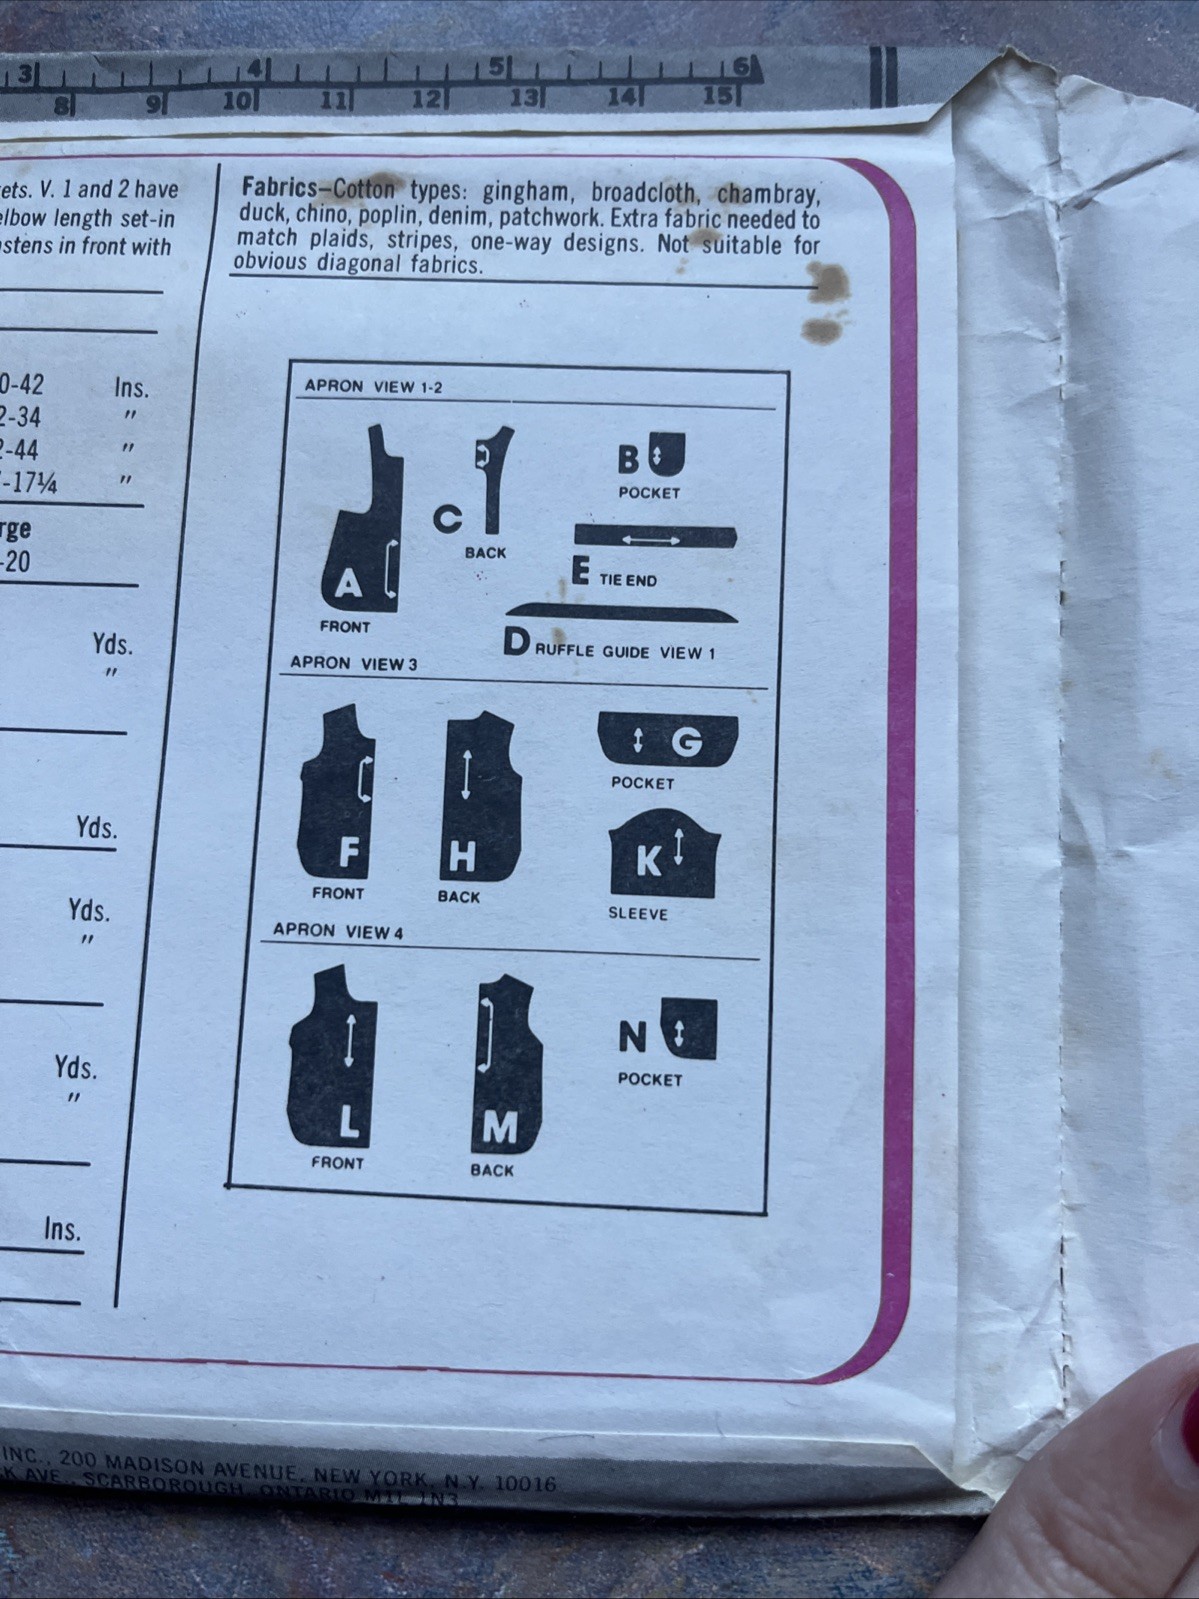 3 4 5 6
8 9 10 11 12 13 14 15
ets. V. 1 and 2 have
elbow length set-in
stens in front with
Fabrics—Cotton types: gingham, broadcloth, chambray,
duck, chino, poplin, denim, patchwork. Extra fabric needed to
match plaids, stripes, one-way designs. Not suitable for
obvious diagonal fabrics.
0-42 Ins.
2-34 "
2-44 "
-17¼ "
rge
-20
Yds.
"
Yds.
Yds.
"
Yds.
"
Ins.
APRON VIEW 1-2
A
FRONT
C
BACK
B
POCKET
E TIE END
D RUFFLE GUIDE VIEW 1
APRON VIEW 3
F
FRONT
H
BACK
G
POCKET
K
SLEEVE
APRON VIEW 4
L
FRONT
M
BACK
N
POCKET
INC., 200 MADISON AVENUE, NEW YORK, N.Y. 10016
K AVE., SCARBOROUGH, ONTARIO M1L 1N3